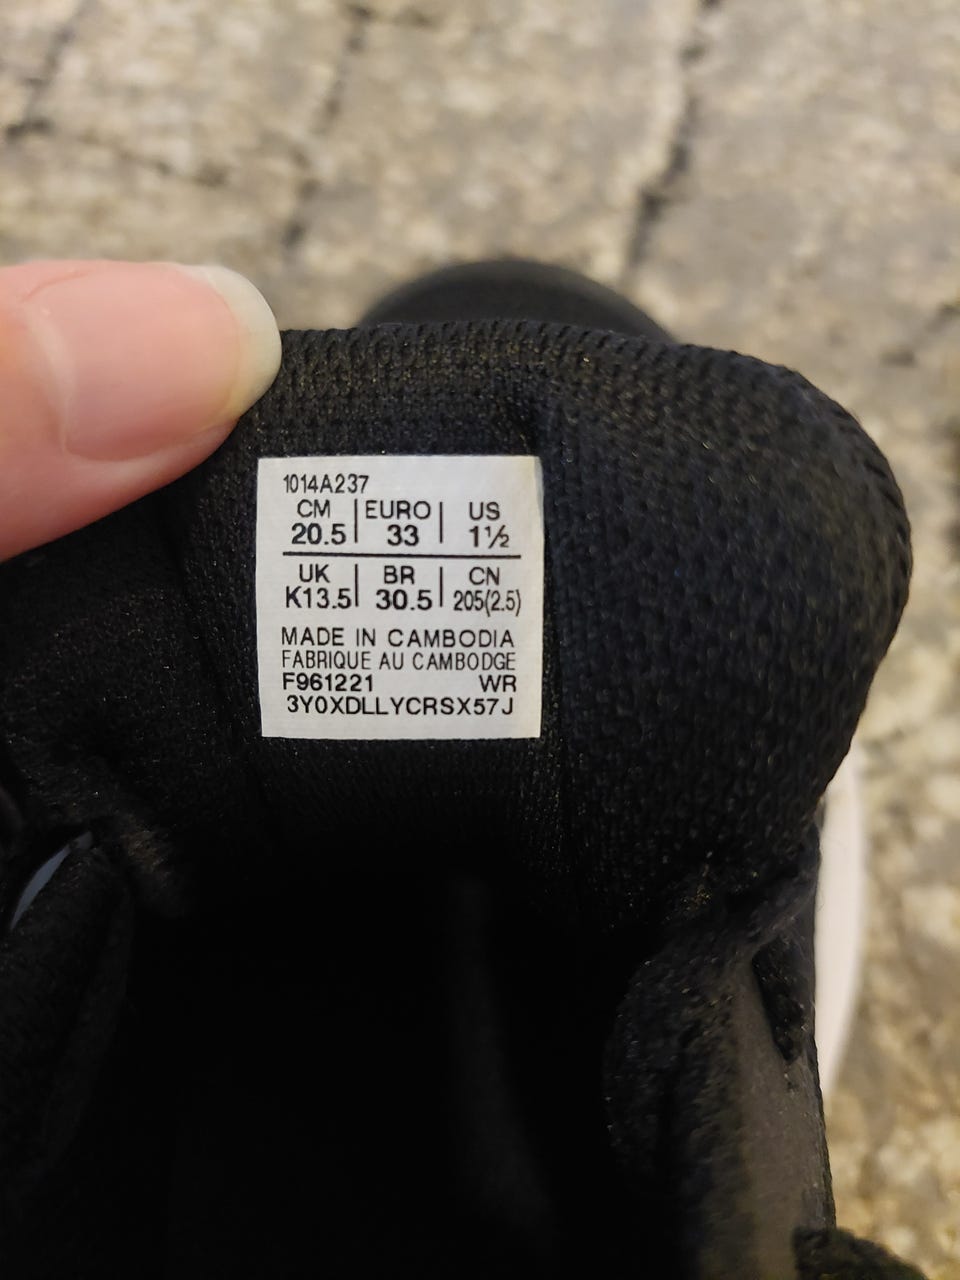 1014A237
CM | EURO | US
20.5 | 33 | 1½
UK | BR | CN
K13.5 | 30.5 | 205(2.5)
MADE IN CAMBODIA
FABRIQUE AU CAMBODGE
F961221 WR
3Y0XDLLYCRSX57J